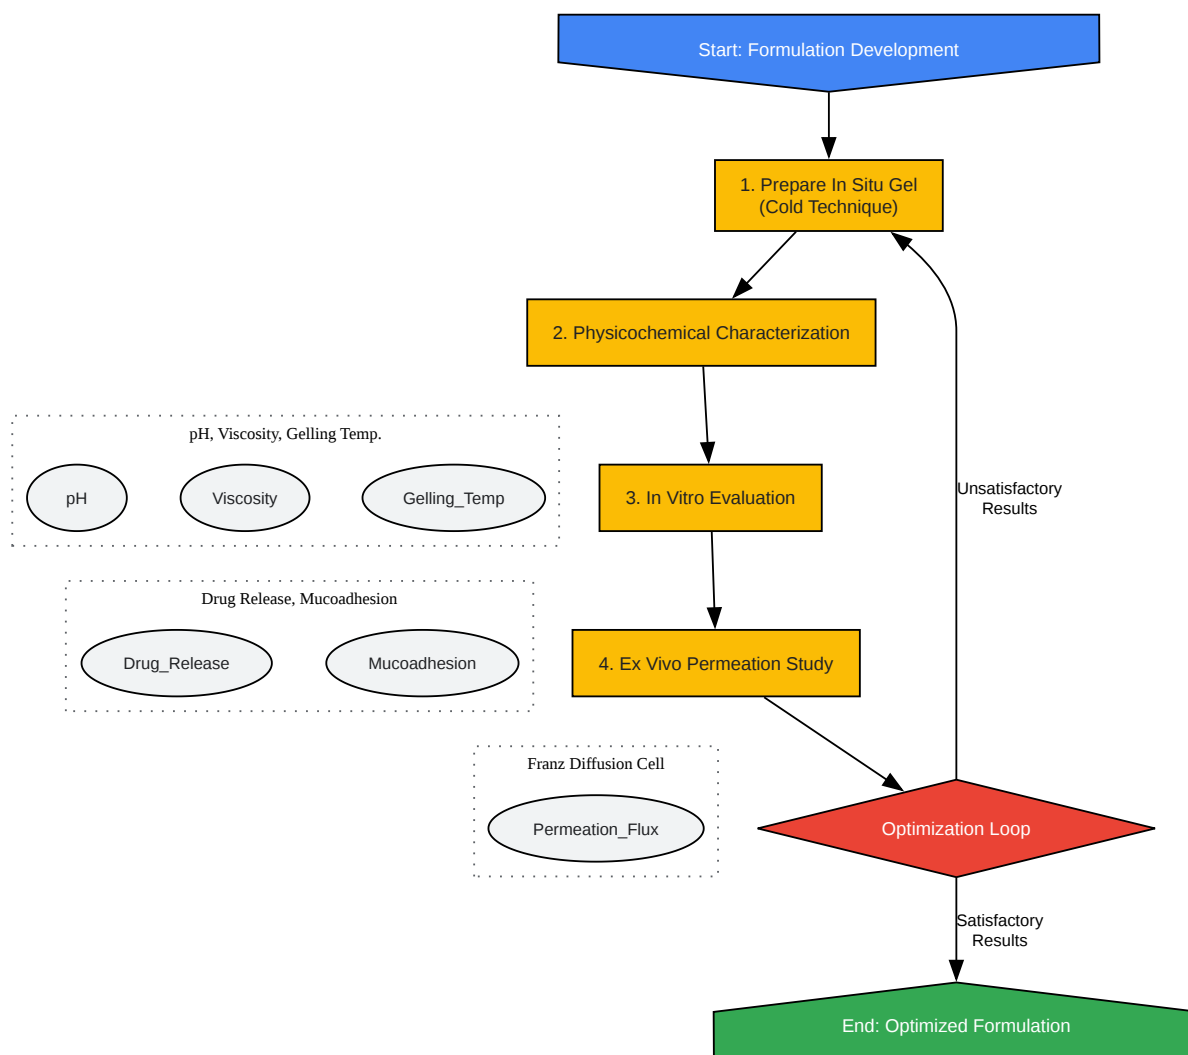 Start: Formulation Development
1. Prepare In Situ Gel
(Cold Technique)
2. Physicochemical Characterization
pH, Viscosity, Gelling Temp.
pH
Viscosity
Gelling_Temp
3. In Vitro Evaluation
Unsatisfactory
Results
Drug Release, Mucoadhesion
Drug_Release
Mucoadhesion
4. Ex Vivo Permeation Study
Franz Diffusion Cell
Permeation_Flux
Optimization Loop
Satisfactory
Results
End: Optimized Formulation